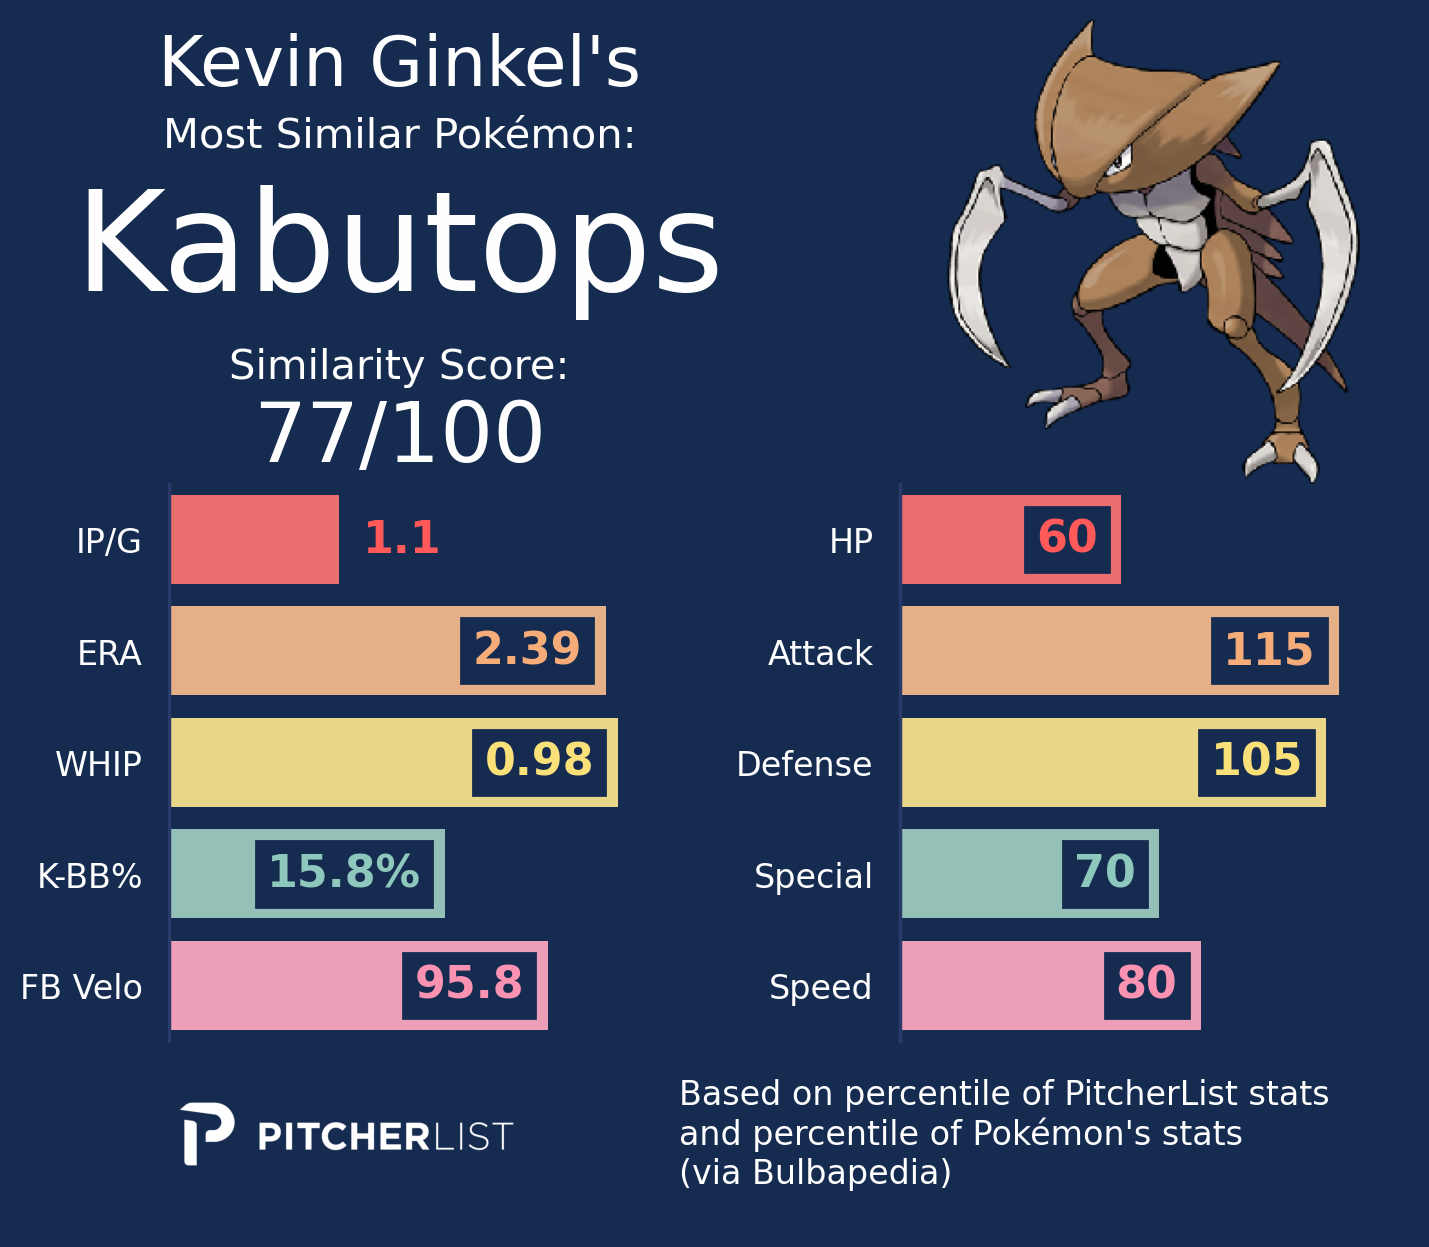 Kevin Ginkel's
Most Similar Pokémon:
Kabutops
Similarity Score:
77/100
IP/G 1.1
ERA 2.39
WHIP 0.98
K-BB% 15.8%
FB Velo 95.8
HP 60
Attack 115
Defense 105
Special 70
Speed 80
PITCHERLIST
Based on percentile of PitcherList stats
and percentile of Pokémon's stats
(via Bulbapedia)